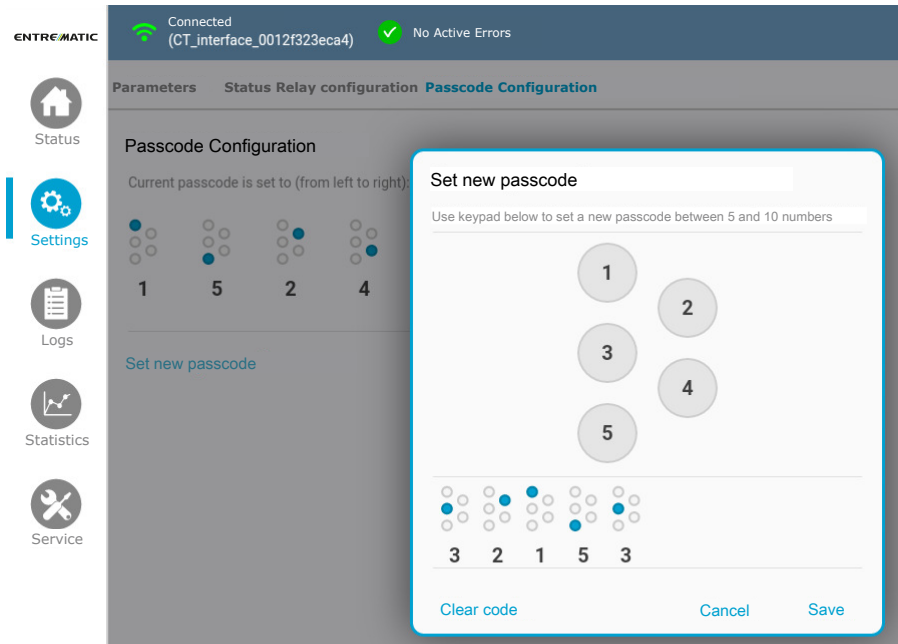 ENTREMATIC
Connected
(CT_interface_0012f323eca4)
No Active Errors
Parameters Status Relay configuration Passcode Configuration
Status
Settings
Logs
Statistics
Service
Passcode Configuration
Current passcode is set to (from left to right):
1 5 2 4
Set new passcode
Set new passcode
Use keypad below to set a new passcode between 5 and 10 numbers
1
2
3
4
5
3 2 1 5 3
Clear code Cancel Save